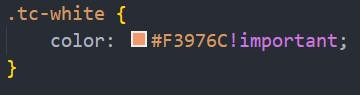 .tc-white {
    color: #F3976C!important;
}